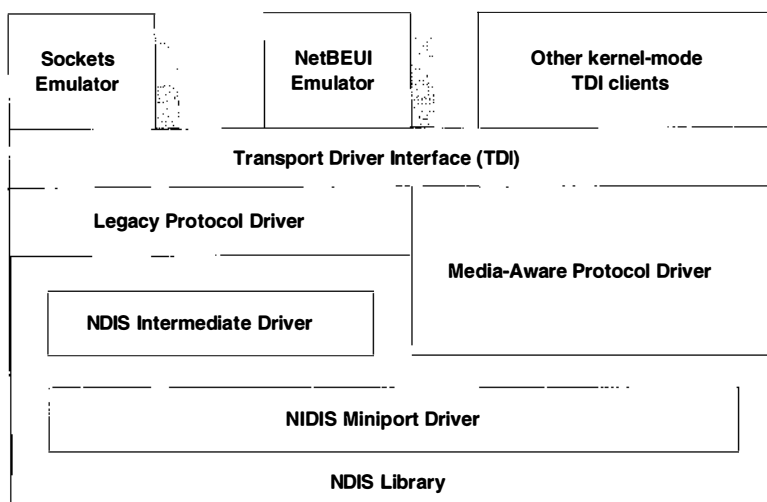 Sockets
Emulator
NetBEUI
Emulator
Other kernel-mode
TDI clients
Transport Driver Interface (TDI)
Legacy Protocol Driver
Media-Aware Protocol Driver
NDIS Intermediate Driver
NIDIS Miniport Driver
NDIS Library